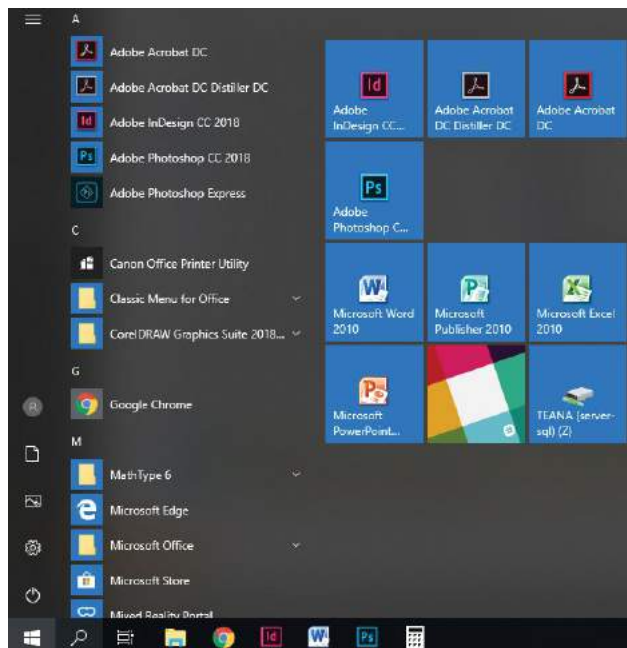 A
Adobe Acrobat DC
Adobe Acrobat DC Distiller DC
Id
Adobe InDesign CC 2018
Ps
Adobe Photoshop CC 2018
Adobe Photoshop Express
C
Canon Office Printer Utility
Classic Menu for Office
CorelDRAW Graphics Suite 2018...
G
Google Chrome
R
M
MathType 6
Microsoft Edge
Microsoft Office
Microsoft Store
Mixed Reality Portal
Id
Adobe
InDesign CC...
Adobe Acrobat
DC Distiller DC
Adobe Acrobat
DC
Ps
Adobe
Photoshop C...
W
Microsoft Word
2010
P
Microsoft
Publisher 2010
X
Microsoft Excel
2010
P
Microsoft
PowerPoint...
TEANA (server-
sql) (Z)
Id
W
Ps